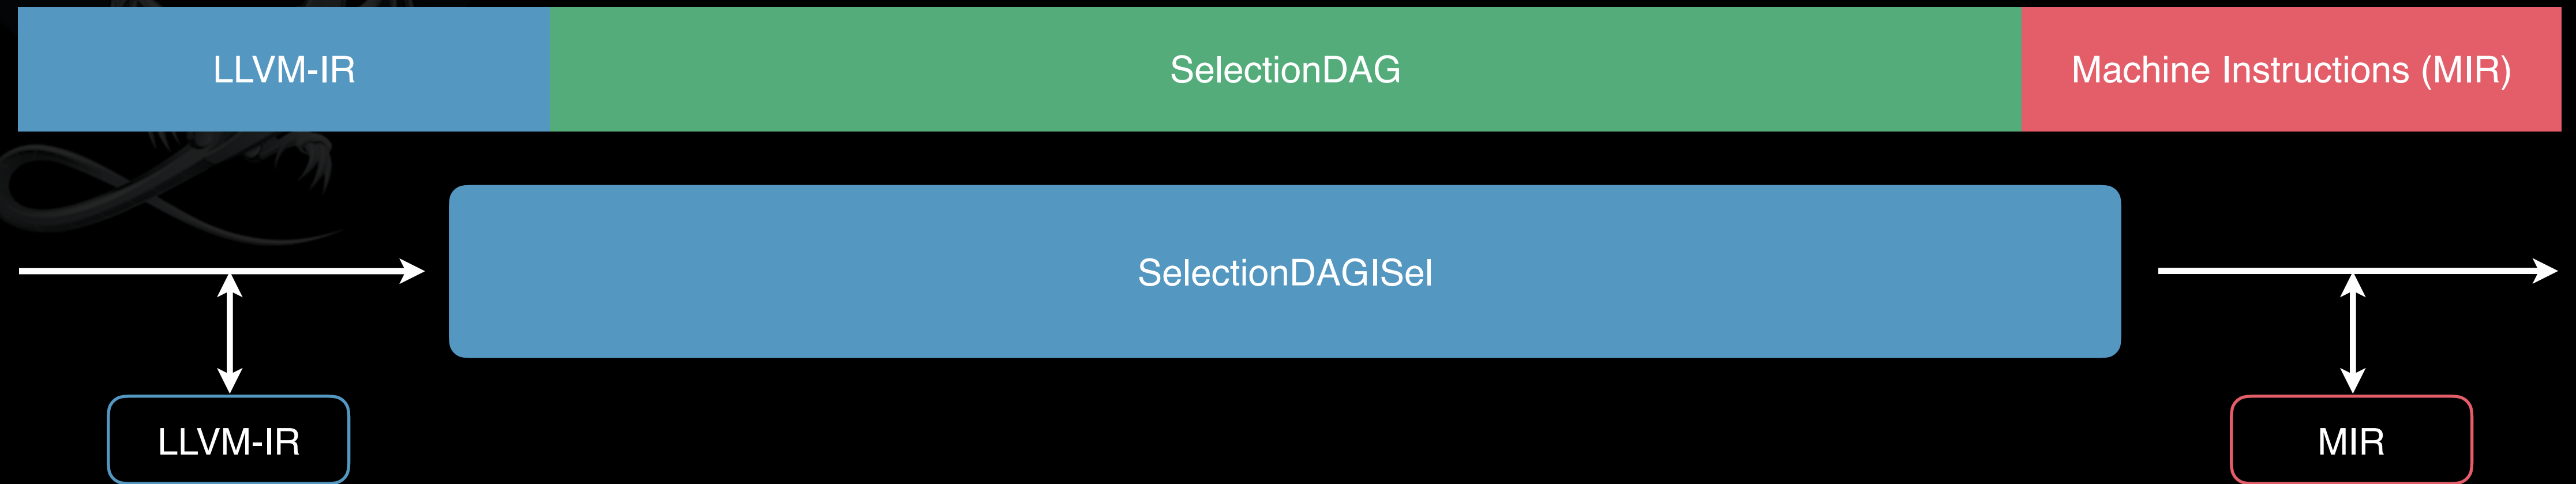 LLVM-IR
SelectionDAG
Machine Instructions (MIR)
SelectionDAGISel
LLVM-IR
MIR